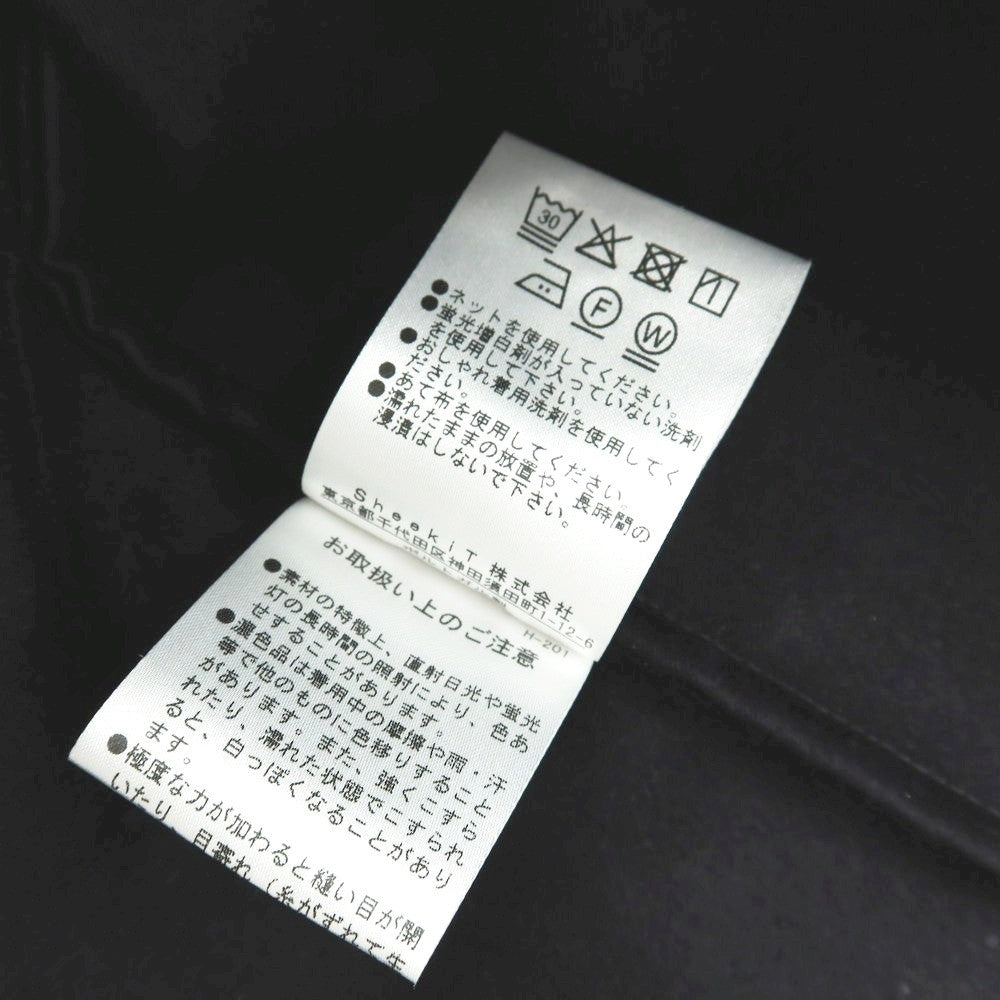 30
F W
●ネットを使用してください。
●蛍光増白剤が入っていない洗剤
を使用して下さい。
●おしゃれ着用洗剤を使用してく
ださい。
●あて布を使用してください。
●濡れたままの放置や、長時間の
浸漬はしないで下さい。
SheekiT 株式会社
東京都千代田区神田須田町1-12-6
H-201
お取扱い上のご注意
●素材の特徴上、直射日光や蛍光
灯の長時間の照射により、色あ
せすることがあります。
●濃色品は着用中の摩擦や雨・汗
等で他のものに色移りすること
があります。また、強くこすら
れたり、濡れた状態でこすられ
ると、白っぽくなることがあり
ます。
●極度な力が加わると縫い目が開
いたり、目寄れ（糸がずれて生